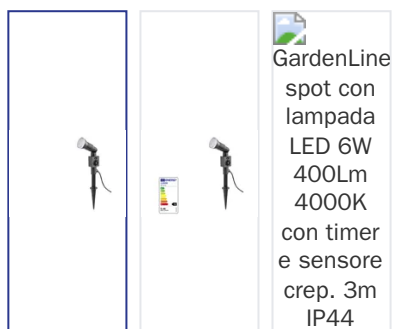 GardenLine
spot con
lampada
LED 6W
400Lm
4000K
con timer
e sensore
crep. 3m
IP44